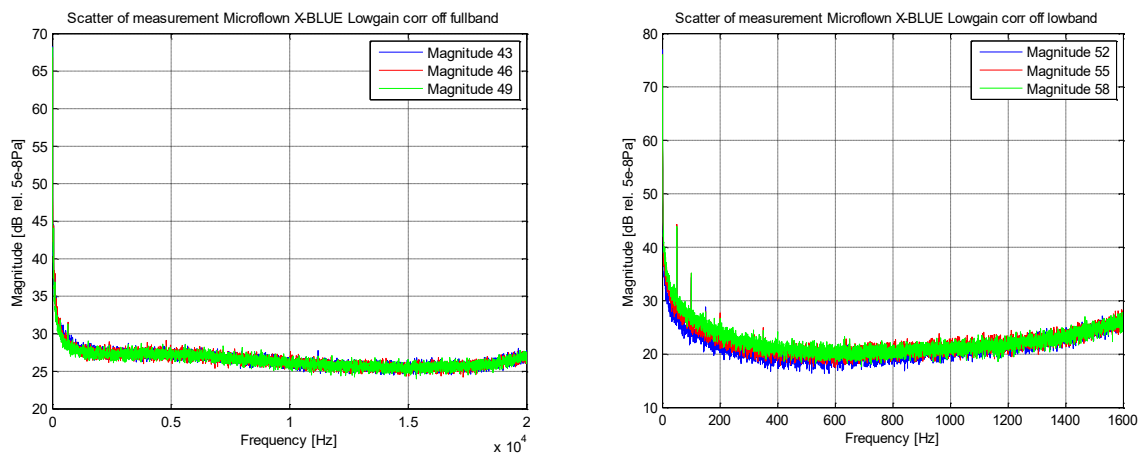 Scatter of measurement Microflown X-BLUE Lowgain corr off fullband
70
65
60
55
50
45
40
35
30
25
20
Magnitude [dB rel. 5e-8Pa]
Magnitude 43
Magnitude 46
Magnitude 49
0 0.5 1 1.5 2
Frequency [Hz]
x 10^4
Scatter of measurement Microflown X-BLUE Lowgain corr off lowband
80
70
60
50
40
30
20
10
Magnitude [dB rel. 5e-8Pa]
Magnitude 52
Magnitude 55
Magnitude 58
0 200 400 600 800 1000 1200 1400 1600
Frequency [Hz]